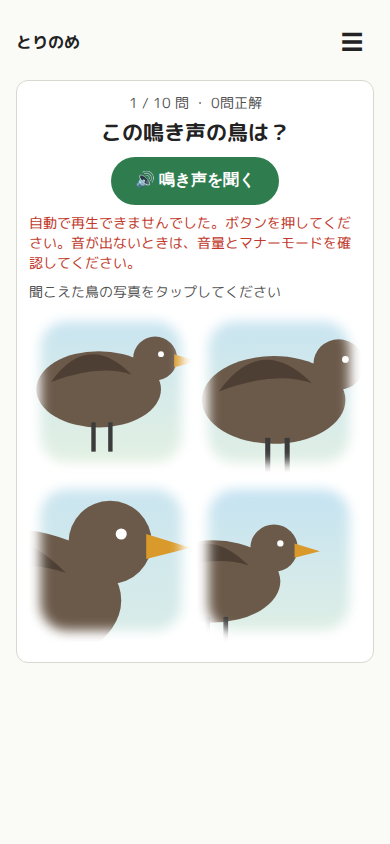 とりのめ
1 / 10 問 · 0問正解
この鳴き声の鳥は？
🔊 鳴き声を聞く
自動で再生できませんでした。ボタンを押してくだ
さい。音が出ないときは、音量とマナーモードを確
認してください。
聞こえた鳥の写真をタップしてください